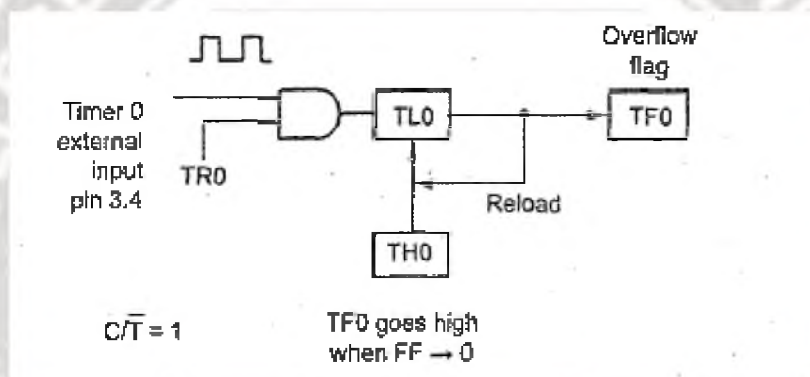 Overflow
flag
Timer 0
external
input
pin 3.4
TR0
TL0
TF0
Reload
TH0
C/T̅ = 1
TF0 goes high
when FF → 0